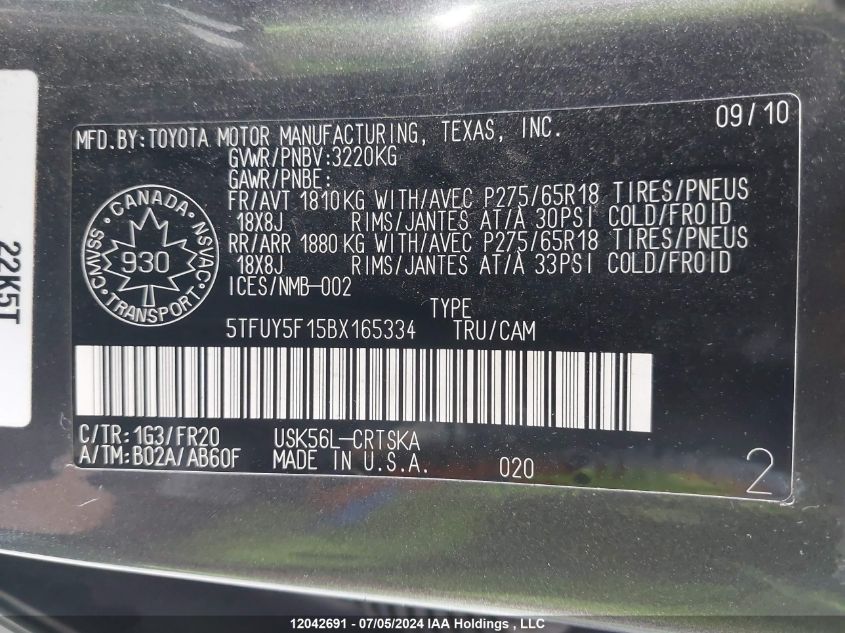 09/10
MFD.BY:TOYOTA MOTOR MANUFACTURING, TEXAS, INC.
GVWR/PNBV:3220KG
GAWR/PNBE:
FR/AVT 1810KG WITH/AVEC P275/65R18 TIRES/PNEUS
18X8J RIMS/JANTES AT/A 30PSI COLD/FROID
RR/ARR 1880KG WITH/AVEC P275/65R18 TIRES/PNEUS
18X8J RIMS/JANTES AT/A 33PSI COLD/FROID
ICES/NMB-002
CANADA
CMVSS NSVAC
930
TRANSPORT
22K5T
TYPE
5TFUY5F15BX165334 TRU/CAM
C/TR:1G3/FR20 USK56L-CRTSKA
A/TM:B02A/AB60F MADE IN U.S.A. 020
2
12042691 - 07/05/2024 IAA Holdings, LLC